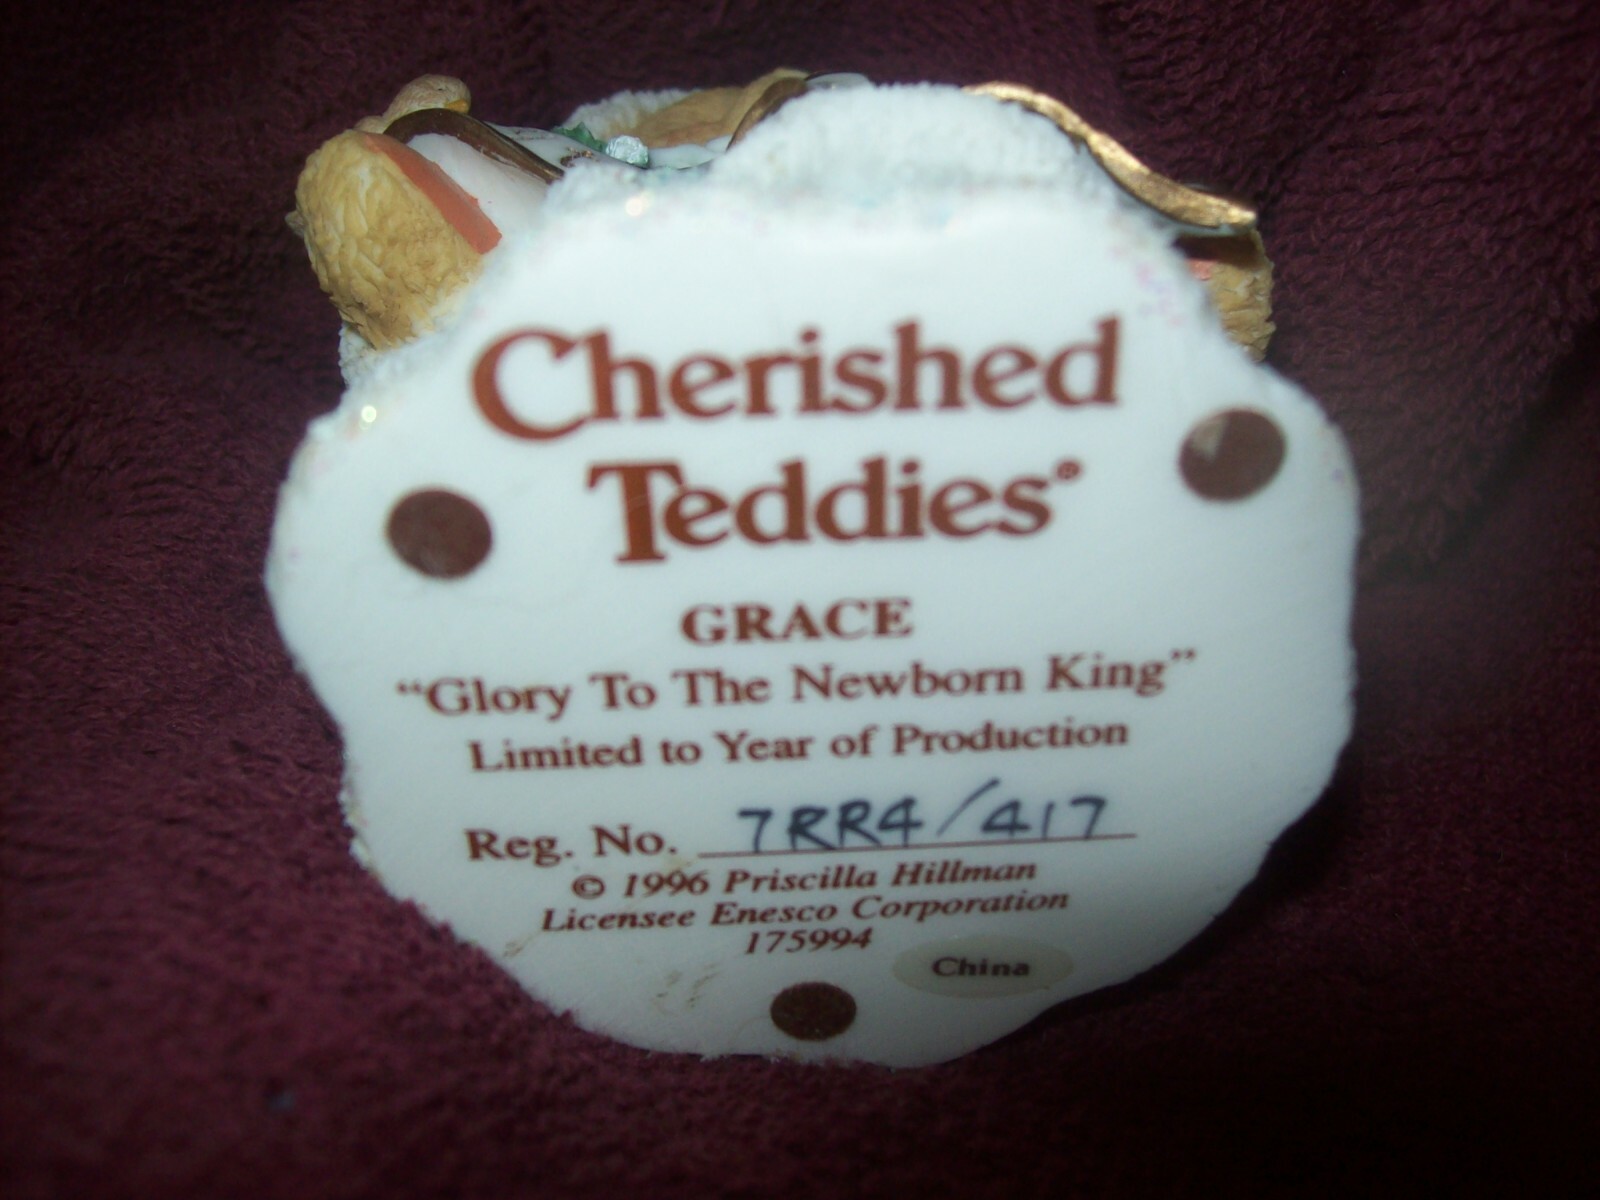 Cherished
Teddies®
GRACE
“Glory To The Newborn King”
Limited to Year of Production
Reg. No. 7RR4/417
© 1996 Priscilla Hillman
Licensee Enesco Corporation
175994
China